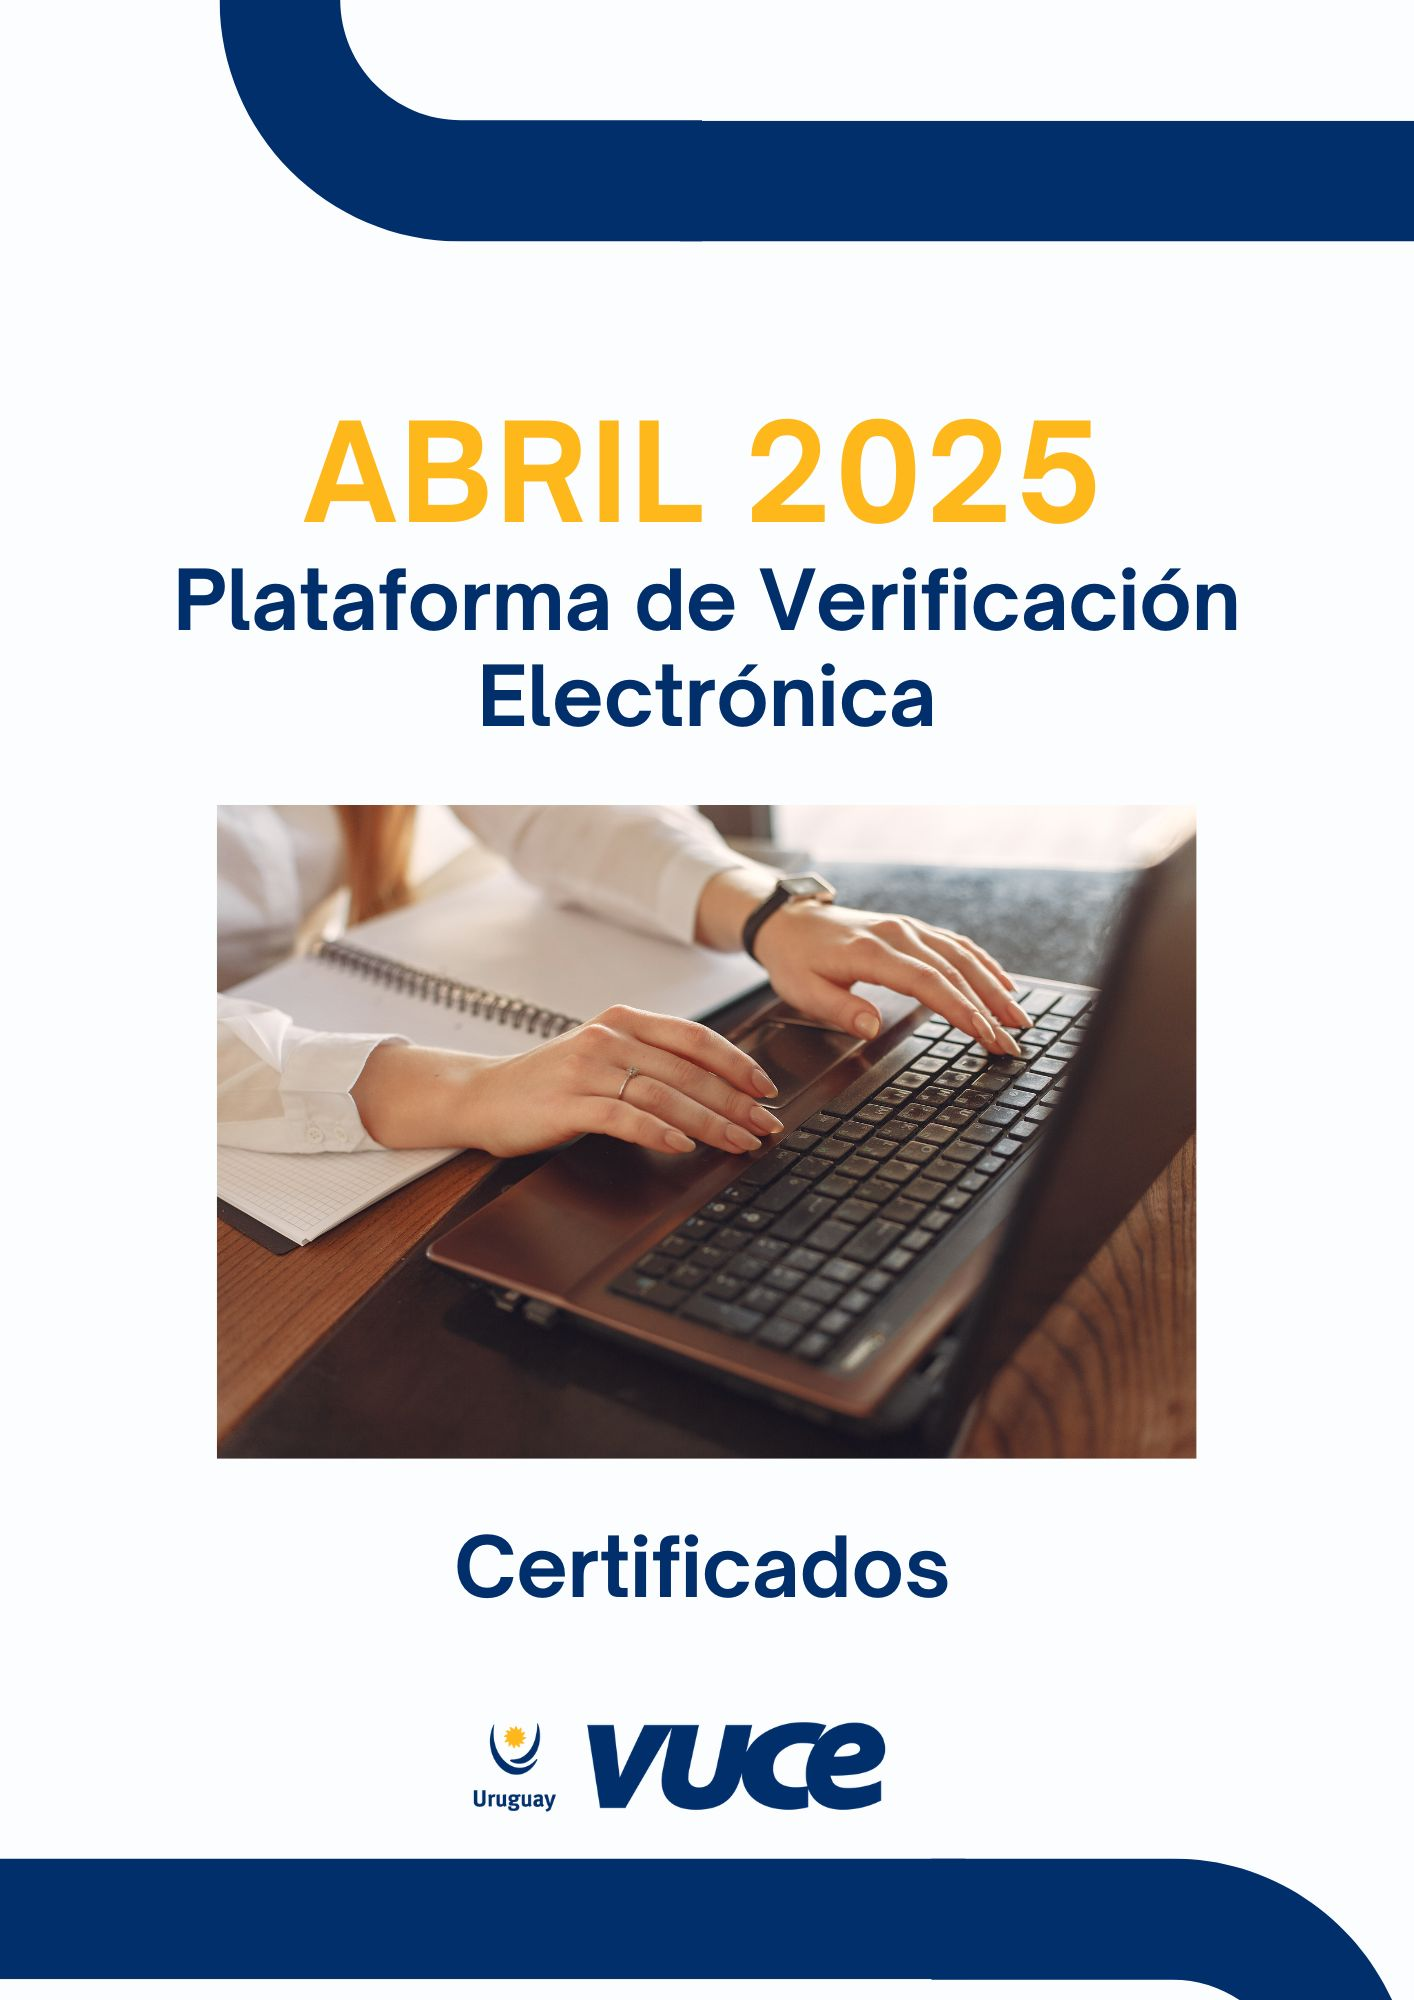 ABRIL 2025
Plataforma de Verificación
Electrónica
Certificados
Uruguay
vuce